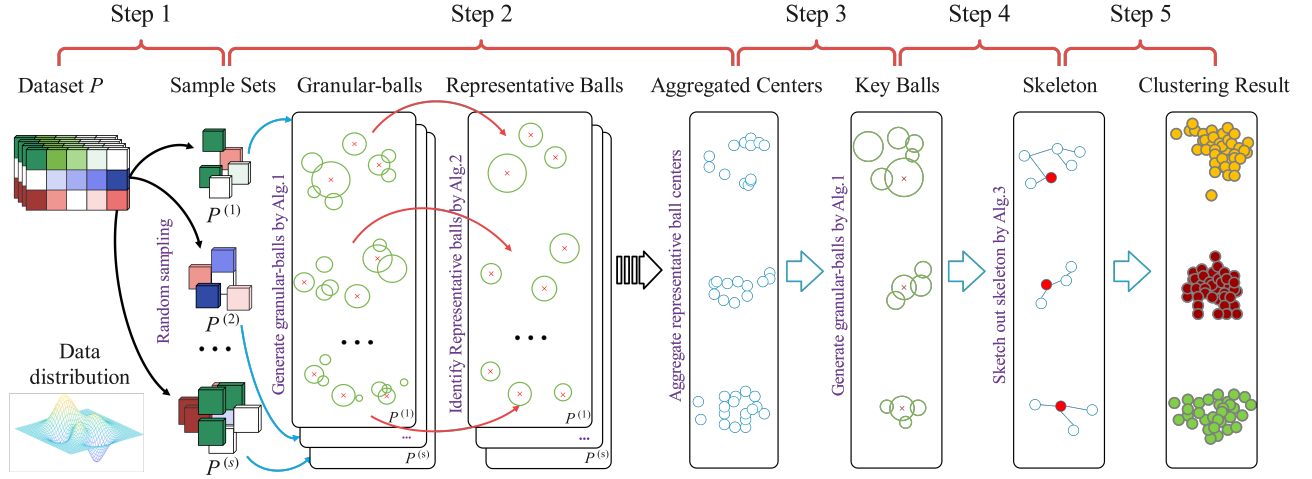 Step 1
Step 2
Step 3
Step 4
Step 5
Dataset P
Sample Sets
Granular-balls
Representative Balls
Aggregated Centers
Key Balls
Skeleton
Clustering Result
Random sampling
P(1)
P(2)
...
P(s)
Data
distribution
Generate granular-balls by Alg.1
...
P(1)
...
P(s)
Identify Representative balls by Alg.2
...
P(1)
...
P(s)
Aggregate representative ball centers
Generate granular-balls by Alg.1
Sketch out skeleton by Alg.3